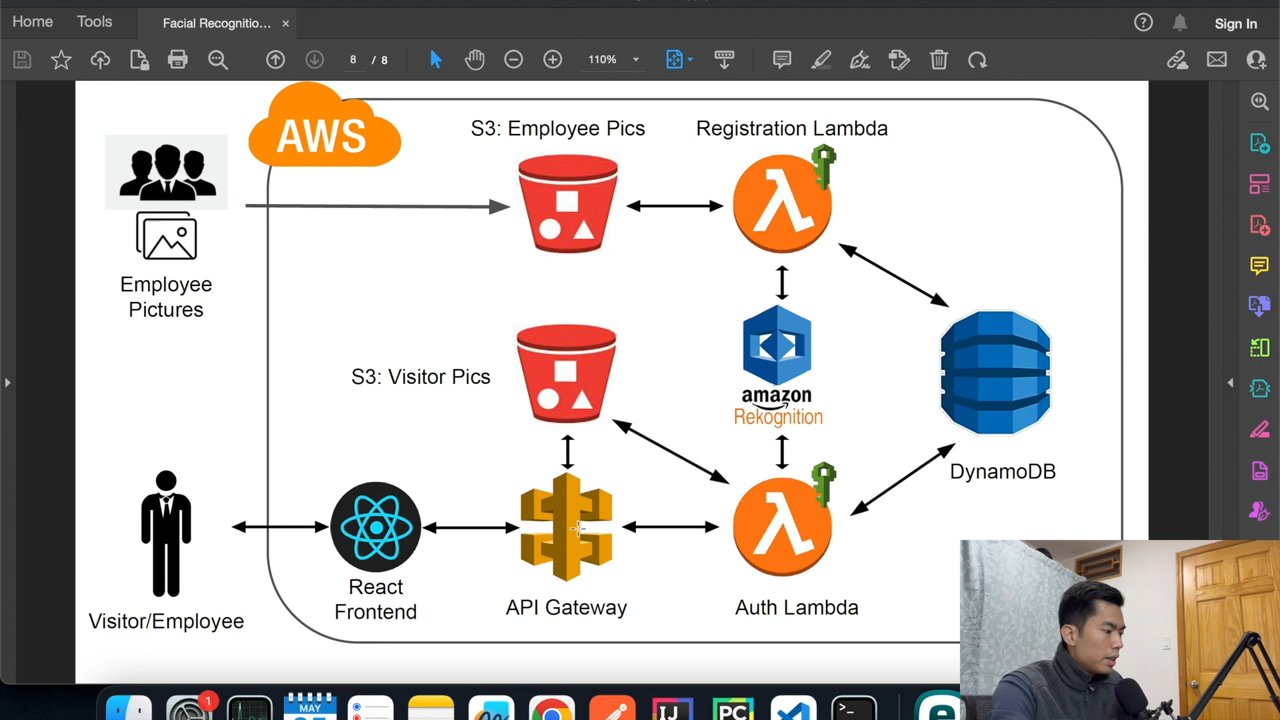 Home
Tools
Facial Recognitio...
Sign In
8 / 8
110%
AWS
S3: Employee Pics
Registration Lambda
Employee
Pictures
S3: Visitor Pics
amazon
Rekognition
DynamoDB
React
Frontend
API Gateway
Auth Lambda
Visitor/Employee
1
MAY
IJ
PC
>_